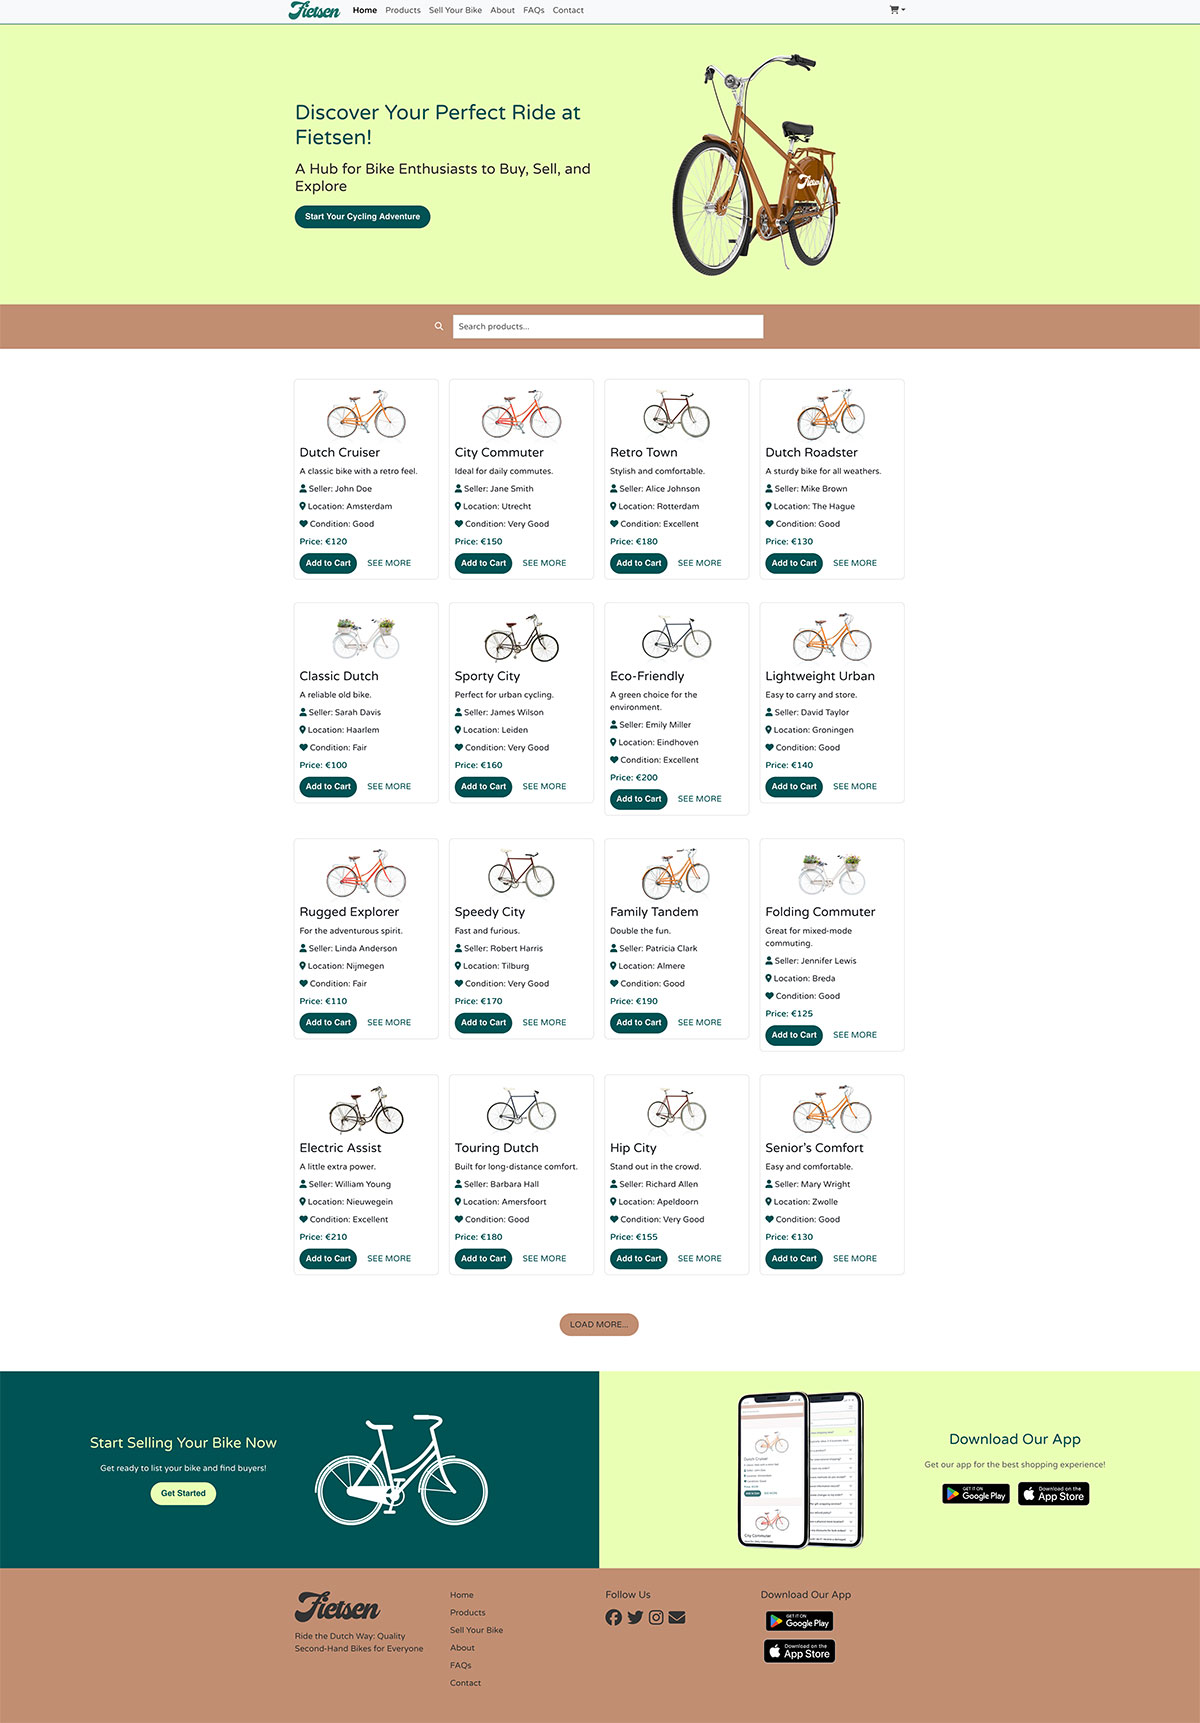 Fietsen Home Products Sell Your Bike About FAQs Contact
Discover Your Perfect Ride at
Fietsen!
A Hub for Bike Enthusiasts to Buy, Sell, and
Explore
Start Your Cycling Adventure
Fietsen
Search products...
Dutch Cruiser
A classic bike with a retro feel.
Seller: John Doe
Location: Amsterdam
Condition: Good
Price: €120
Add to Cart SEE MORE
City Commuter
Ideal for daily commutes.
Seller: Jane Smith
Location: Utrecht
Condition: Very Good
Price: €150
Add to Cart SEE MORE
Retro Town
Stylish and comfortable.
Seller: Alice Johnson
Location: Rotterdam
Condition: Excellent
Price: €180
Add to Cart SEE MORE
Dutch Roadster
A sturdy bike for all weathers.
Seller: Mike Brown
Location: The Hague
Condition: Good
Price: €130
Add to Cart SEE MORE
Classic Dutch
A reliable old bike.
Seller: Sarah Davis
Location: Haarlem
Condition: Fair
Price: €100
Add to Cart SEE MORE
Sporty City
Perfect for urban cycling.
Seller: James Wilson
Location: Leiden
Condition: Very Good
Price: €160
Add to Cart SEE MORE
Eco-Friendly
A green choice for the
environment.
Seller: Emily Miller
Location: Eindhoven
Condition: Excellent
Price: €200
Add to Cart SEE MORE
Lightweight Urban
Easy to carry and store.
Seller: David Taylor
Location: Groningen
Condition: Good
Price: €140
Add to Cart SEE MORE
Rugged Explorer
For the adventurous spirit.
Seller: Linda Anderson
Location: Nijmegen
Condition: Fair
Price: €110
Add to Cart SEE MORE
Speedy City
Fast and furious.
Seller: Robert Harris
Location: Tilburg
Condition: Very Good
Price: €170
Add to Cart SEE MORE
Family Tandem
Double the fun.
Seller: Patricia Clark
Location: Almere
Condition: Good
Price: €190
Add to Cart SEE MORE
Folding Commuter
Great for mixed-mode
commuting.
Seller: Jennifer Lewis
Location: Breda
Condition: Good
Price: €125
Add to Cart SEE MORE
Electric Assist
A little extra power.
Seller: William Young
Location: Nieuwegein
Condition: Excellent
Price: €210
Add to Cart SEE MORE
Touring Dutch
Built for long-distance comfort.
Seller: Barbara Hall
Location: Amersfoort
Condition: Good
Price: €180
Add to Cart SEE MORE
Hip City
Stand out in the crowd.
Seller: Richard Allen
Location: Apeldoorn
Condition: Very Good
Price: €155
Add to Cart SEE MORE
Senior's Comfort
Easy and comfortable.
Seller: Mary Wright
Location: Zwolle
Condition: Good
Price: €130
Add to Cart SEE MORE
LOAD MORE...
Start Selling Your Bike Now
Get ready to list your bike and find buyers!
Get Started
Dutch Cruiser
City Commuter
Download Our App
Get our app for the best shopping experience!
GET IT ON
Google Play
Download on the
App Store
Fietsen
Ride the Dutch Way: Quality
Second-Hand Bikes for Everyone
Home
Products
Sell Your Bike
About
FAQs
Contact
Follow Us
Download Our App
GET IT ON
Google Play
Download on the
App Store